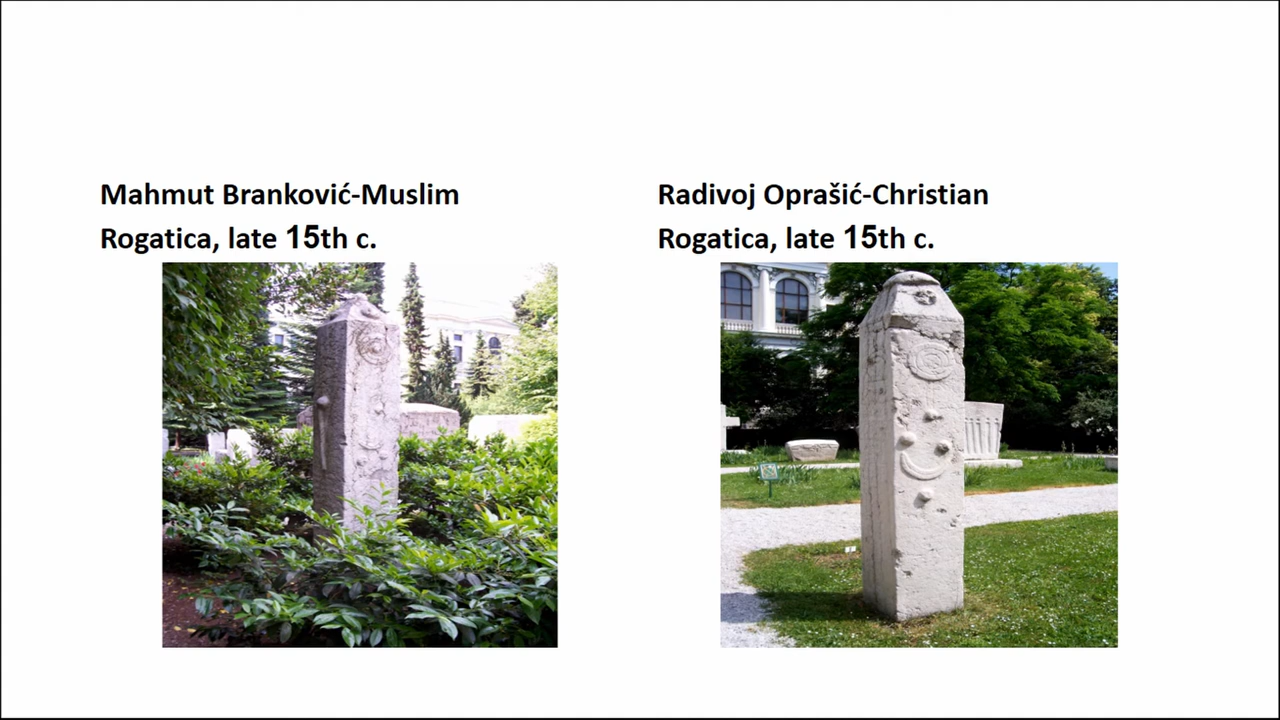 Mahmut Branković-Muslim
Rogatica, late 15th c.
Radivoj Oprašić-Christian
Rogatica, late 15th c.